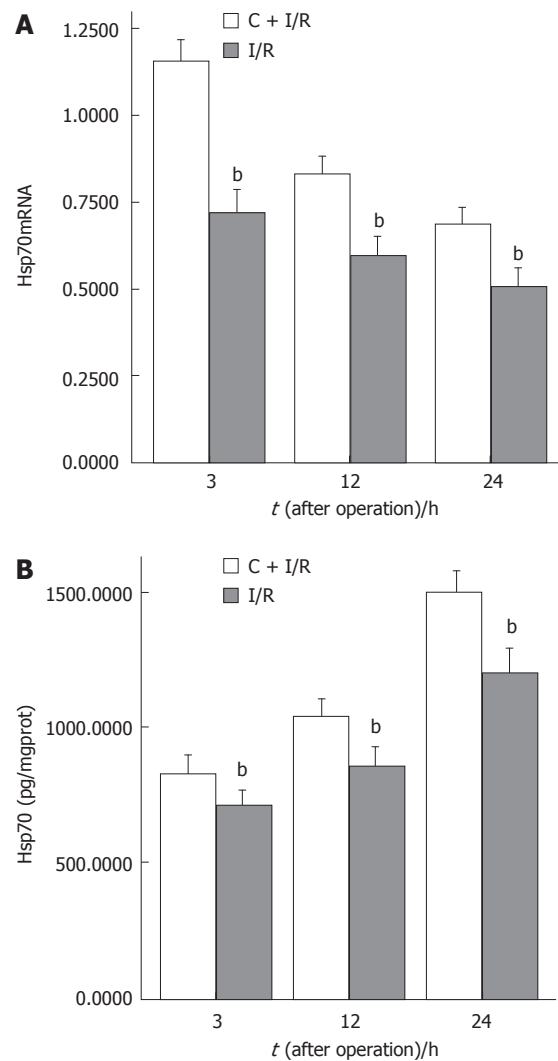 A
C + I/R
I/R
1.2500
1.0000
0.7500
0.5000
0.2500
0.0000
Hsp70mRNA
b
b
b
3 12 24
t (after operation)/h
B
C + I/R
I/R
1500.0000
1000.0000
500.0000
0.0000
Hsp70 (pg/mgprot)
b
b
b
3 12 24
t (after operation)/h